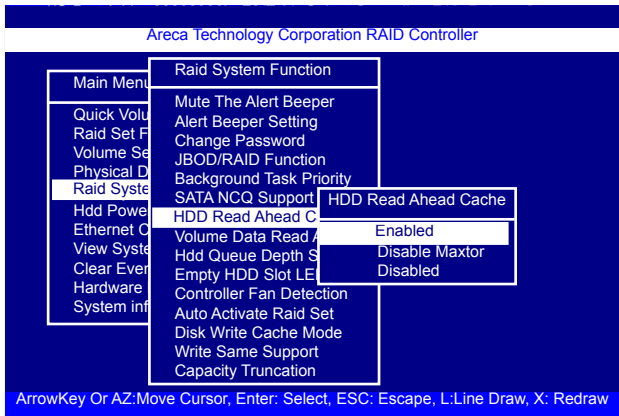 Areca Technology Corporation RAID Controller
Main Menu
Quick Volu
Raid Set F
Volume Se
Physical D
Raid Syste
Hdd Powe
Ethernet C
View Syste
Clear Ever
Hardware
System inf
Raid System Function
Mute The Alert Beeper
Alert Beeper Setting
Change Password
JBOD/RAID Function
Background Task Priority
SATA NCQ Support
HDD Read Ahead C
Volume Data Read A
Hdd Queue Depth S
Empty HDD Slot LE
Controller Fan Detection
Auto Activate Raid Set
Disk Write Cache Mode
Write Same Support
Capacity Truncation
HDD Read Ahead Cache
Enabled
Disable Maxtor
Disabled
ArrowKey Or AZ:Move Cursor, Enter: Select, ESC: Escape, L:Line Draw, X: Redraw